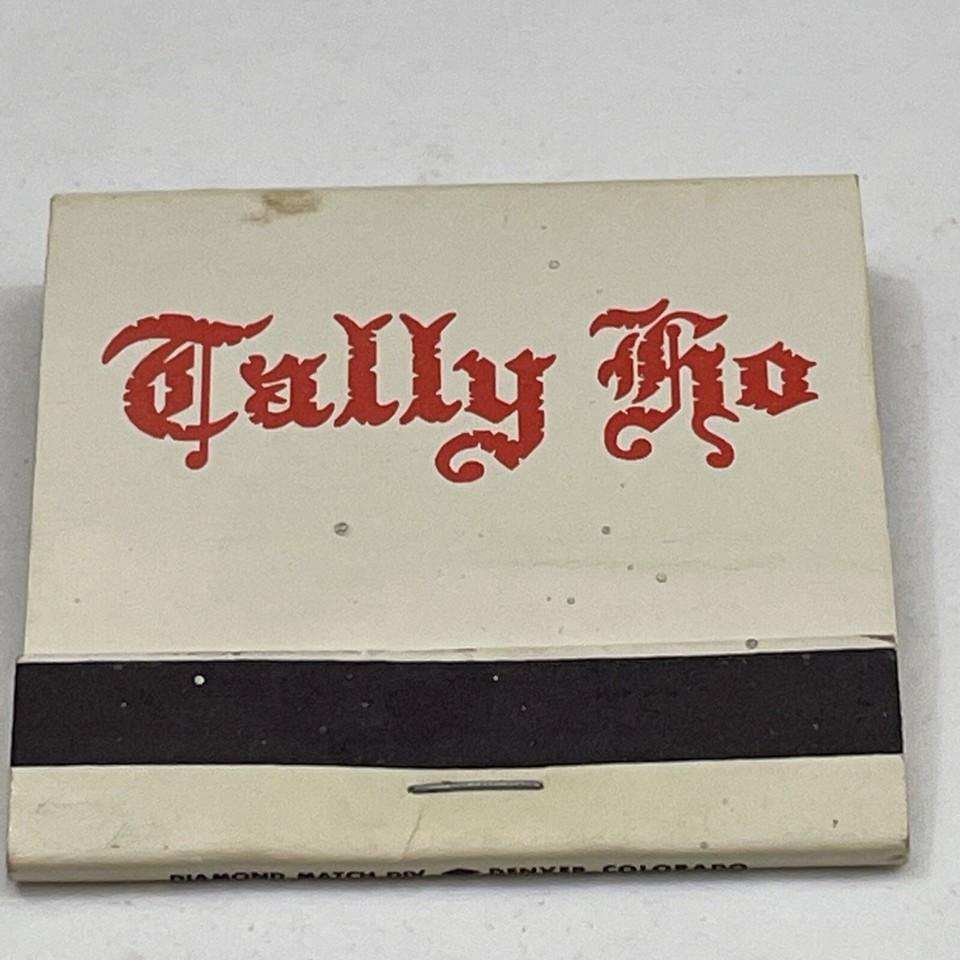 Tally Ho
DIAMOND MATCH DIV. DENVER, COLORADO